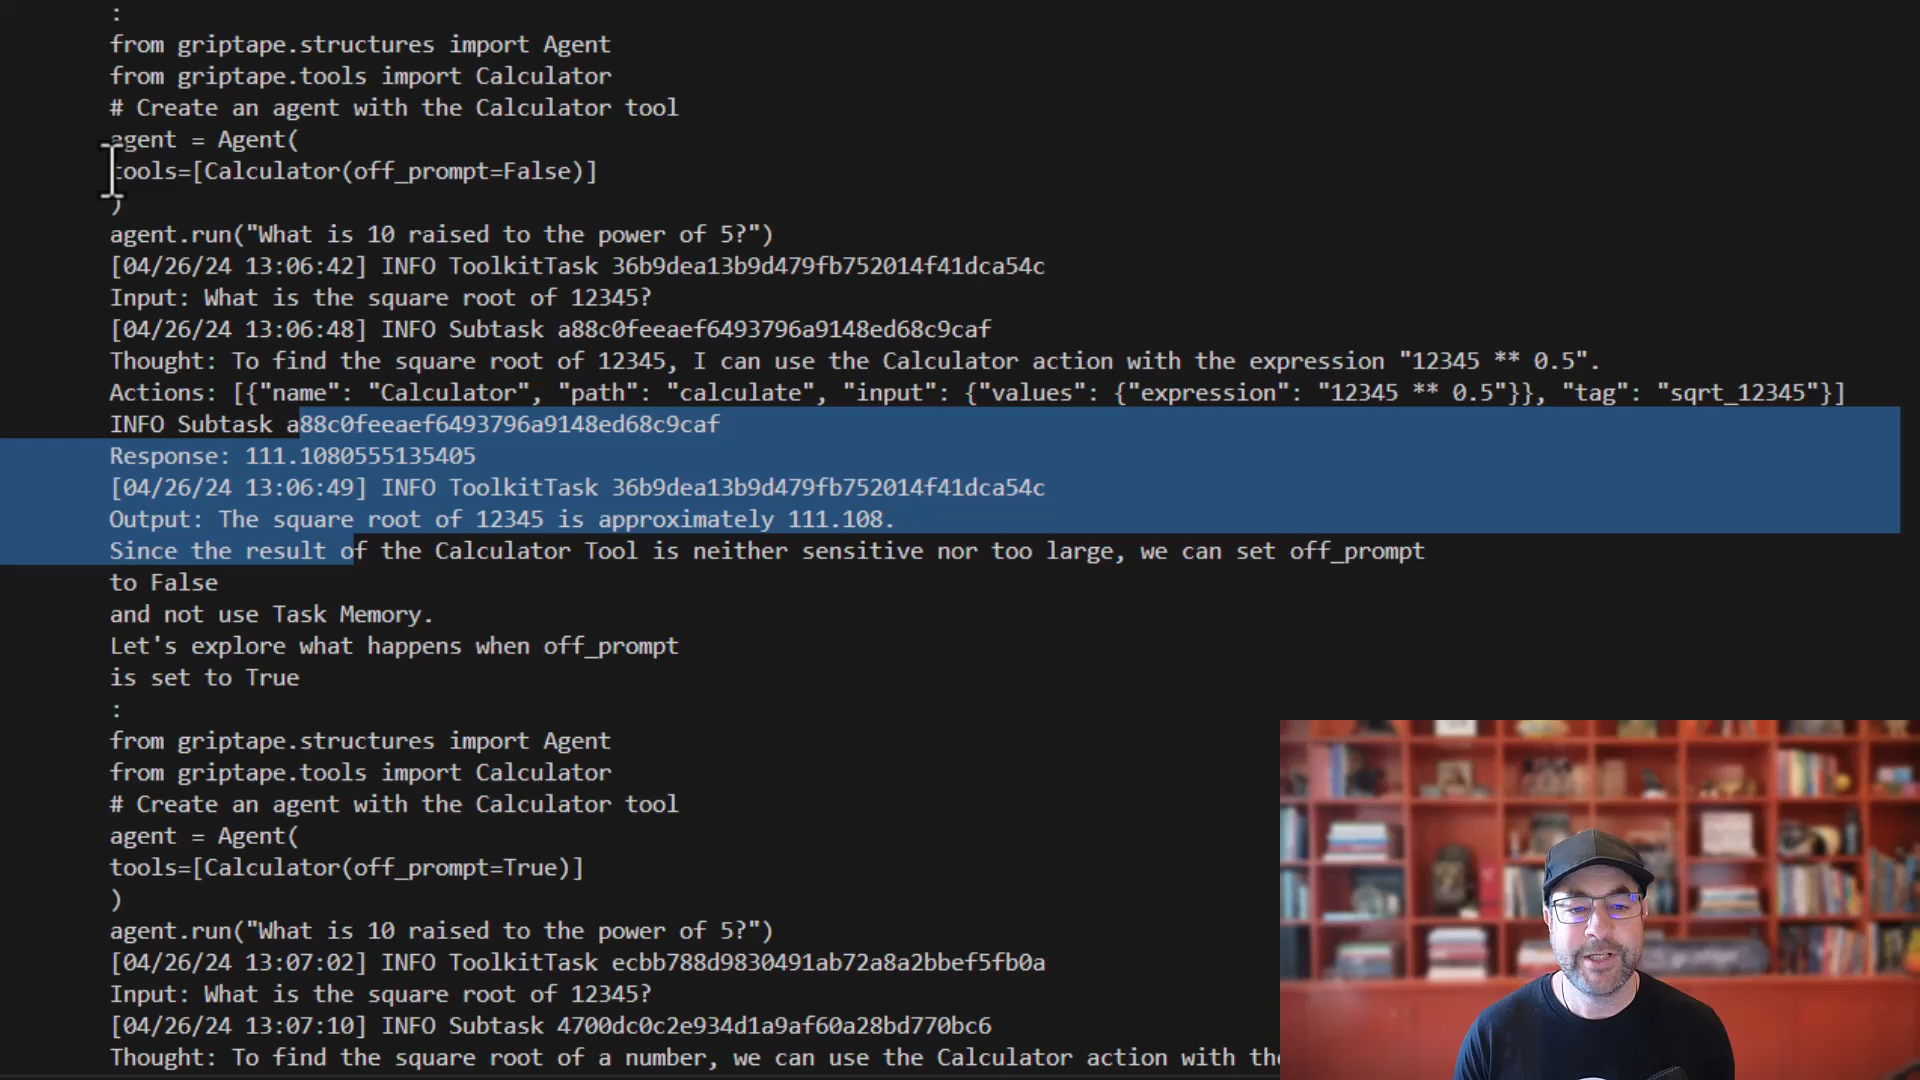 :
from griptape.structures import Agent
from griptape.tools import Calculator
# Create an agent with the Calculator tool
agent = Agent(
tools=[Calculator(off_prompt=False)]
)
agent.run("What is 10 raised to the power of 5?")
[04/26/24 13:06:42] INFO ToolkitTask 36b9dea13b9d479fb752014f41dca54c
Input: What is the square root of 12345?
[04/26/24 13:06:48] INFO Subtask a88c0feeaef6493796a9148ed68c9caf
Thought: To find the square root of 12345, I can use the Calculator action with the expression "12345 ** 0.5".
Actions: [{"name": "Calculator", "path": "calculate", "input": {"values": {"expression": "12345 ** 0.5"}}, "tag": "sqrt_12345"}]
INFO Subtask a88c0feeaef6493796a9148ed68c9caf
Response: 111.1080555135405
[04/26/24 13:06:49] INFO ToolkitTask 36b9dea13b9d479fb752014f41dca54c
Output: The square root of 12345 is approximately 111.108.
Since the result of the Calculator Tool is neither sensitive nor too large, we can set off_prompt
to False
and not use Task Memory.
Let's explore what happens when off_prompt
is set to True
:
from griptape.structures import Agent
from griptape.tools import Calculator
# Create an agent with the Calculator tool
agent = Agent(
tools=[Calculator(off_prompt=True)]
)
agent.run("What is 10 raised to the power of 5?")
[04/26/24 13:07:02] INFO ToolkitTask ecbb788d9830491ab72a8a2bbef5fb0a
Input: What is the square root of 12345?
[04/26/24 13:07:10] INFO Subtask 4700dc0c2e934d1a9af60a28bd770bc6
Thought: To find the square root of a number, we can use the Calculator action with the